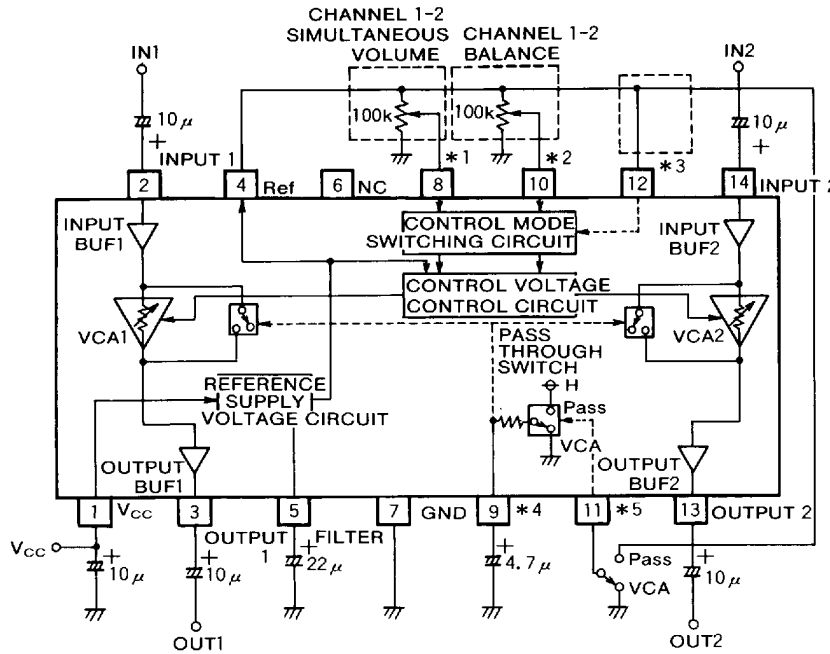 CHANNEL 1-2
SIMULTANEOUS
VOLUME
CHANNEL 1-2
BALANCE
IN1
IN2
10μ
+
100k
100k
10μ
+
INPUT 1
*1
*2
*3
INPUT 2
2
4
Ref
6
NC
8
10
12
14
INPUT
BUF1
CONTROL MODE
SWITCHING CIRCUIT
INPUT
BUF2
CONTROL VOLTAGE
CONTROL CIRCUIT
VCA1
VCA2
PASS
THROUGH
SWITCH
H
REFERENCE
SUPPLY
VOLTAGE CIRCUIT
Pass
VCA
OUTPUT
BUF1
OUTPUT
BUF2
1
VCC
3
5
7
GND
9
*4
11
*5
13
OUTPUT 2
OUTPUT
1
FILTER
VCC
+
10μ
+
10μ
+
22μ
+
4.7μ
Pass
VCA
+
10μ
OUT1
OUT2